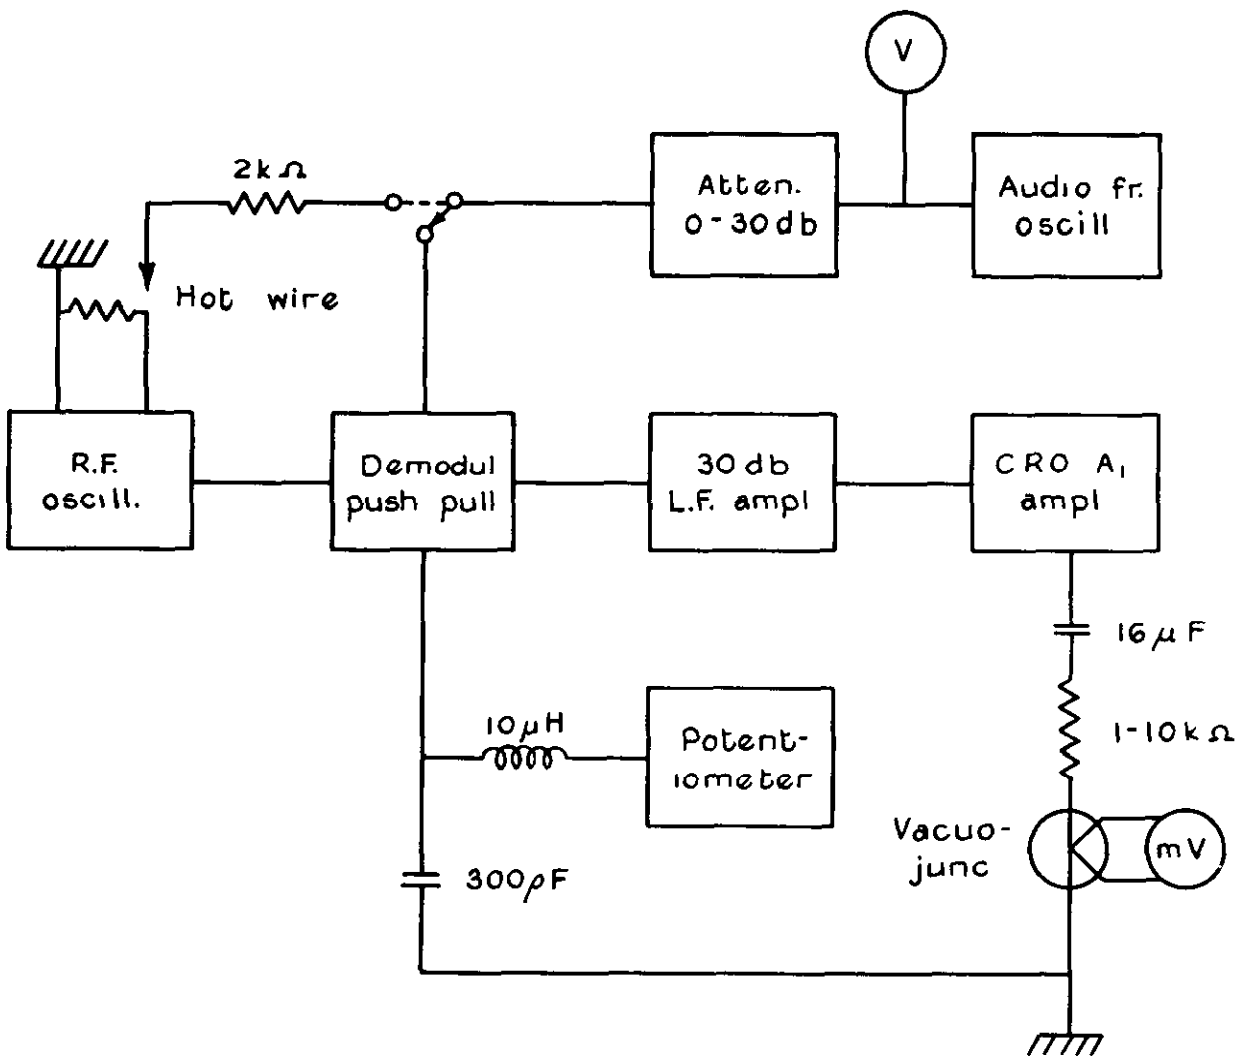 V
2kΩ
Atten.
0-30db
Audio fr.
oscill
Hot wire
R.F.
oscill.
Demodul
push pull
30db
L.F. ampl
CRO A₁
ampl
16μF
10μH
Potent-
iometer
1-10kΩ
Vacuo-
junc
mV
300pF